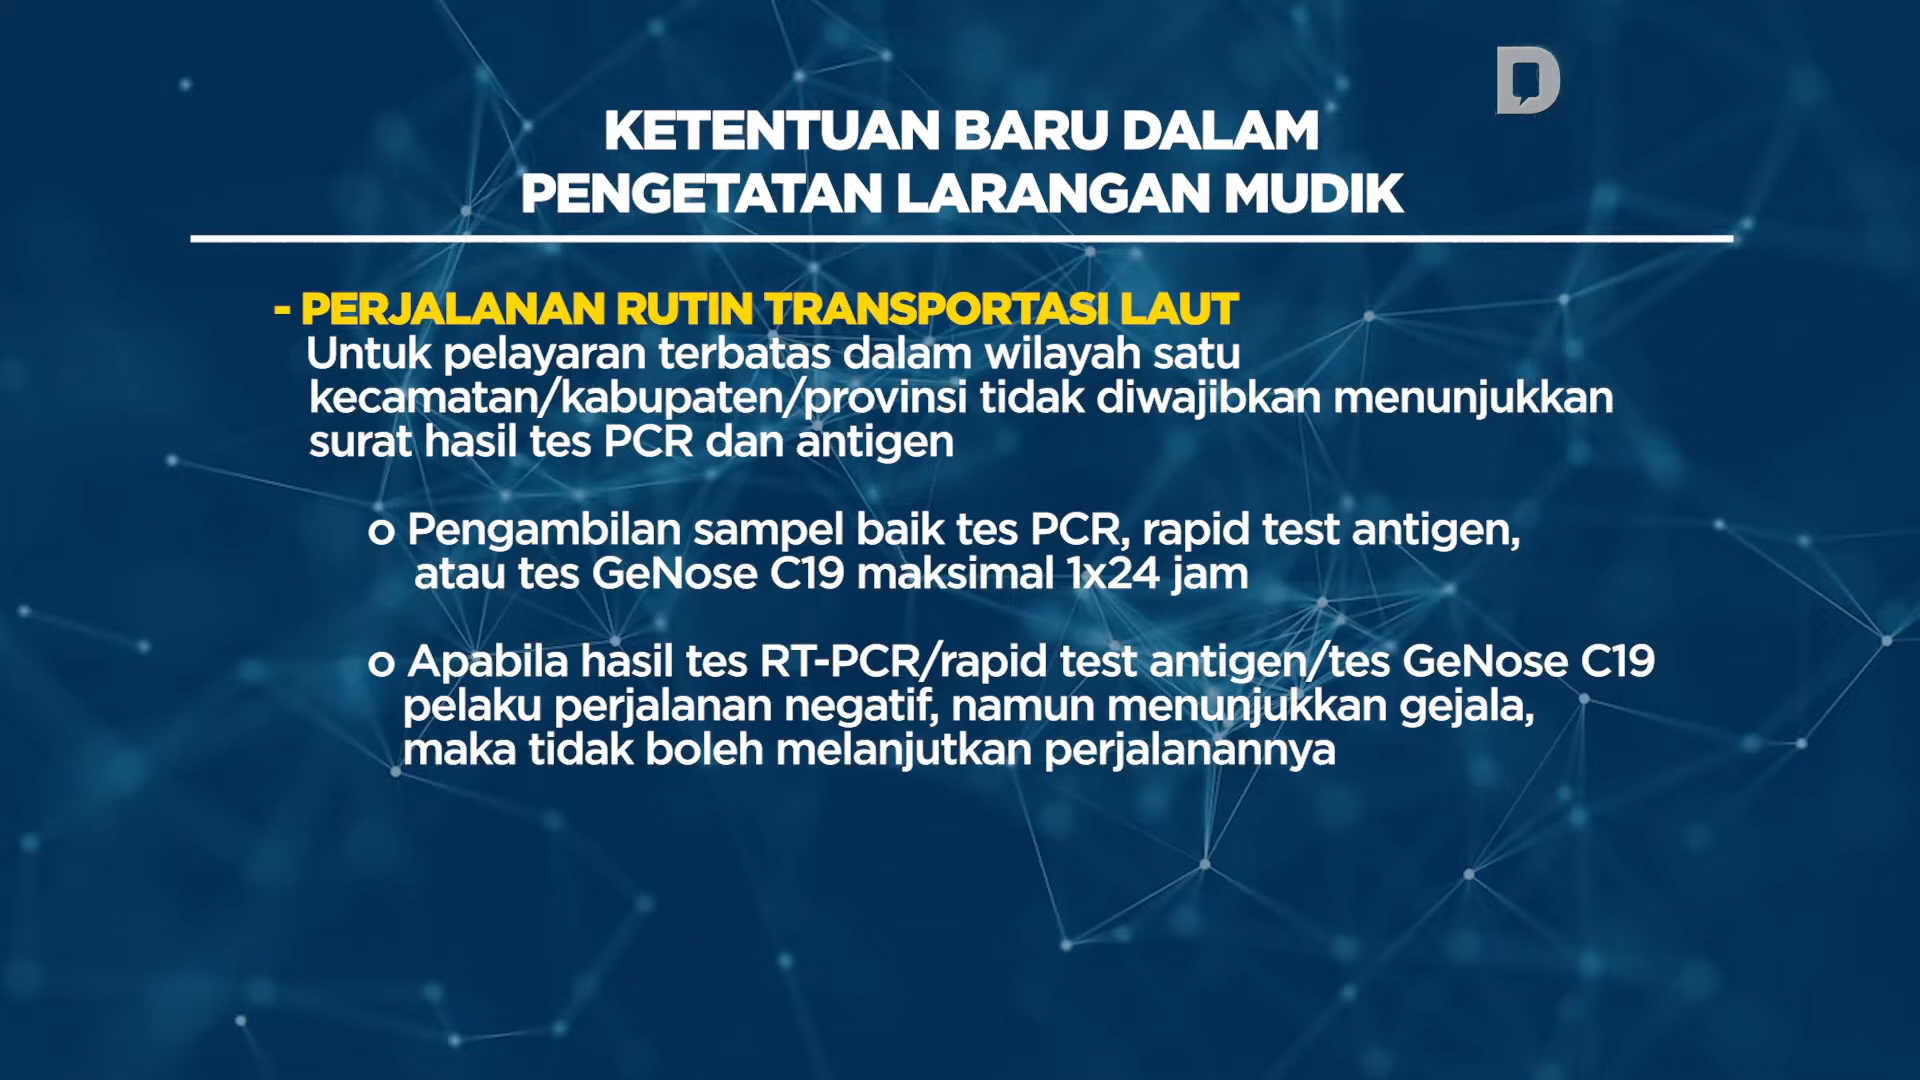 D
KETENTUAN BARU DALAM
PENGETATAN LARANGAN MUDIK
- PERJALANAN RUTIN TRANSPORTASI LAUT
Untuk pelayaran terbatas dalam wilayah satu
kecamatan/kabupaten/provinsi tidak diwajibkan menunjukkan
surat hasil tes PCR dan antigen
o Pengambilan sampel baik tes PCR, rapid test antigen,
atau tes GeNose C19 maksimal 1x24 jam
o Apabila hasil tes RT-PCR/rapid test antigen/tes GeNose C19
pelaku perjalanan negatif, namun menunjukkan gejala,
maka tidak boleh melanjutkan perjalanannya